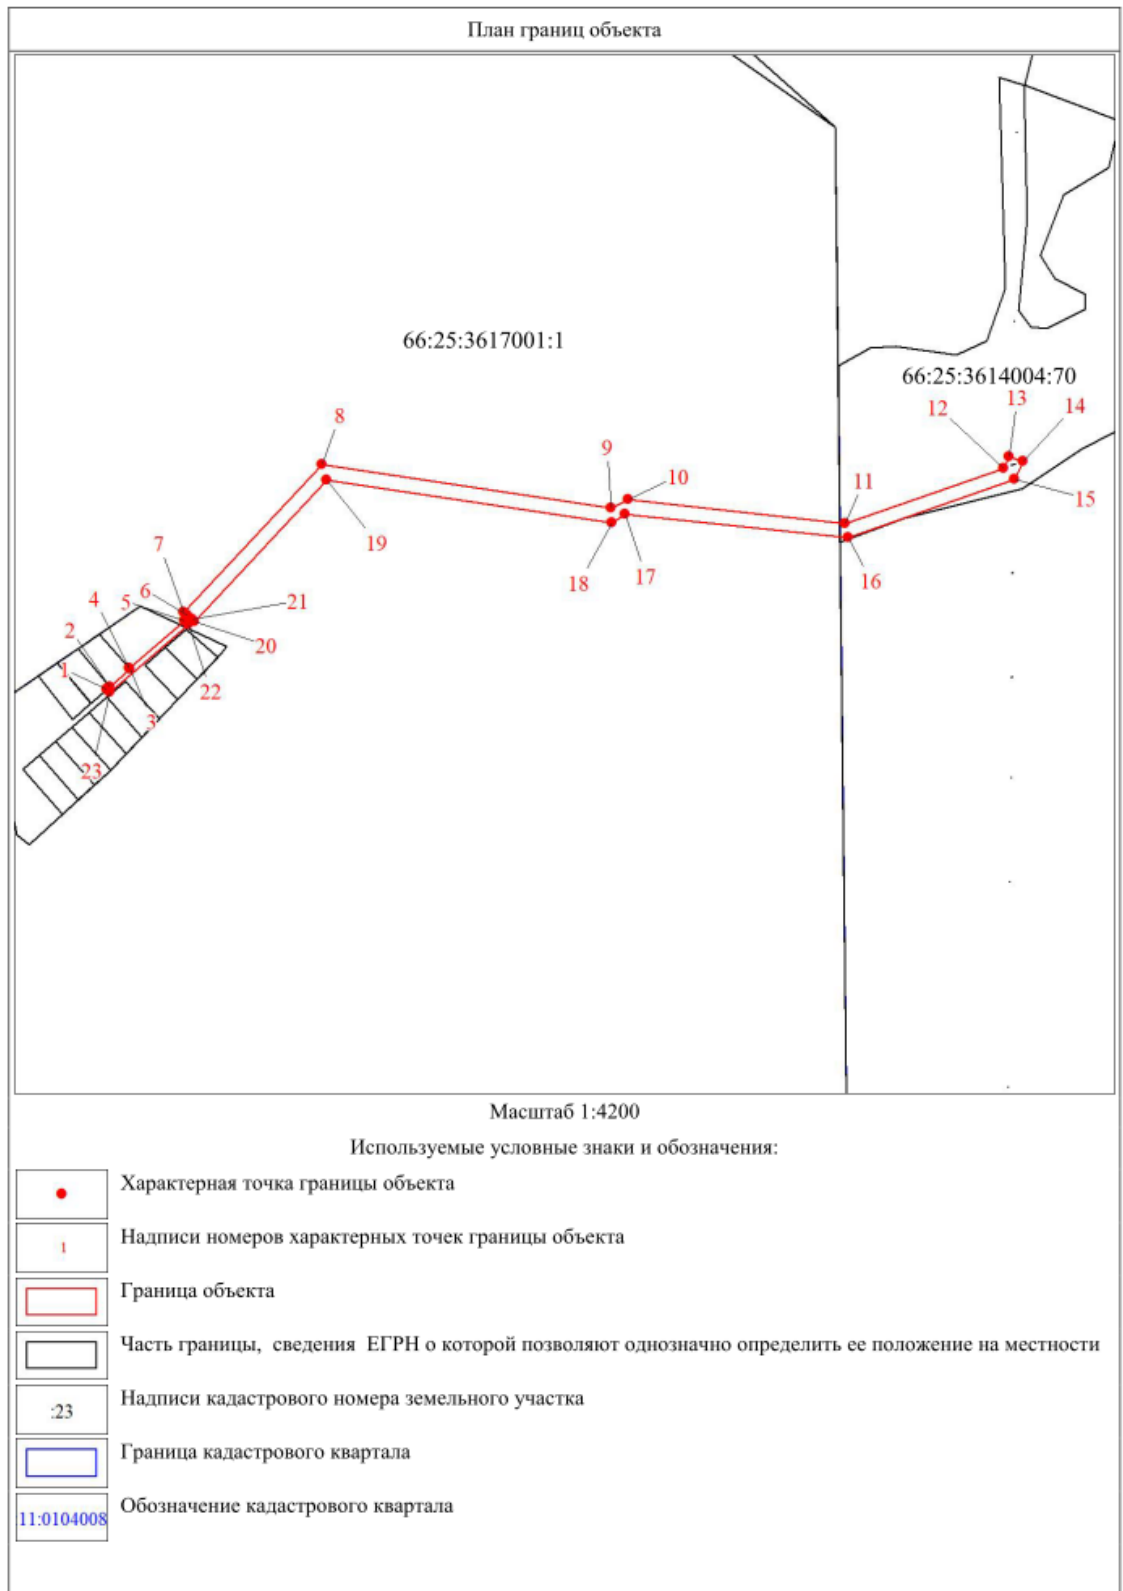 План границ объекта
66:25:3617001:1
66:25:3614004:70
13
12
14
8
9
10
11
15
19
18
17
16
7
6
5
4
21
20
2
1
22
3
23
Масштаб 1:4200
Используемые условные знаки и обозначения:
Характерная точка границы объекта
1
Надписи номеров характерных точек границы объекта
Граница объекта
Часть границы, сведения ЕГРН о которой позволяют однозначно определить ее положение на местности
:23
Надписи кадастрового номера земельного участка
Граница кадастрового квартала
11:0104008
Обозначение кадастрового квартала